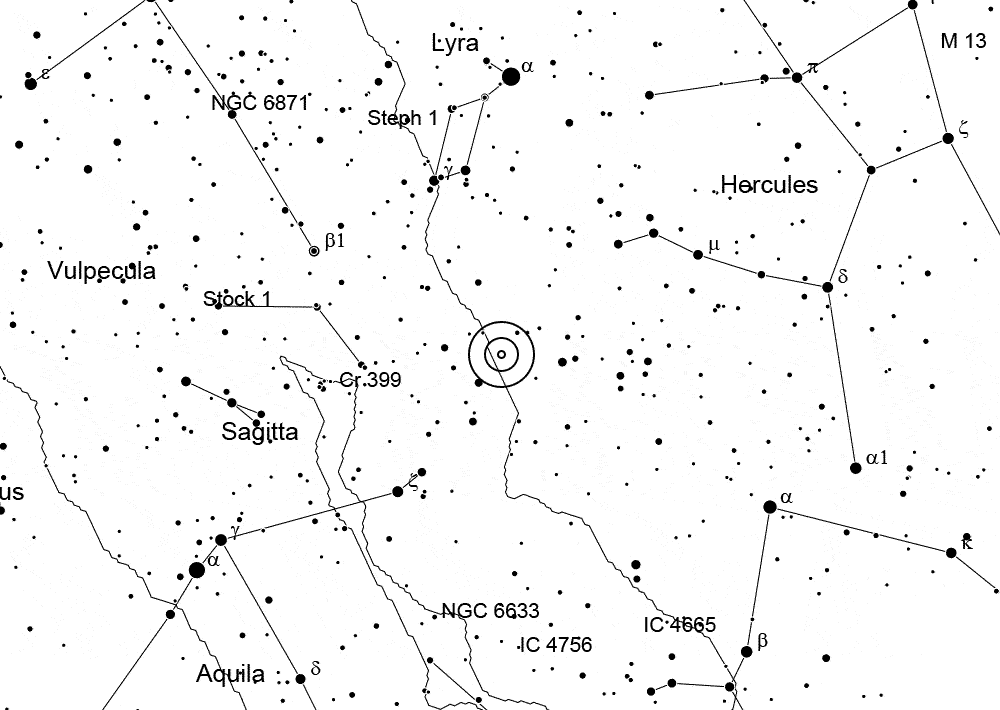 Lyra
α
M 13
π
ε
NGC 6871
Steph 1
ζ
γ
Hercules
β1
μ
Vulpecula
δ
Stock 1
Cr 399
Sagitta
α1
ζ
us
α
γ
κ
α
NGC 6633
IC 4665
IC 4756
β
Aquila
δ